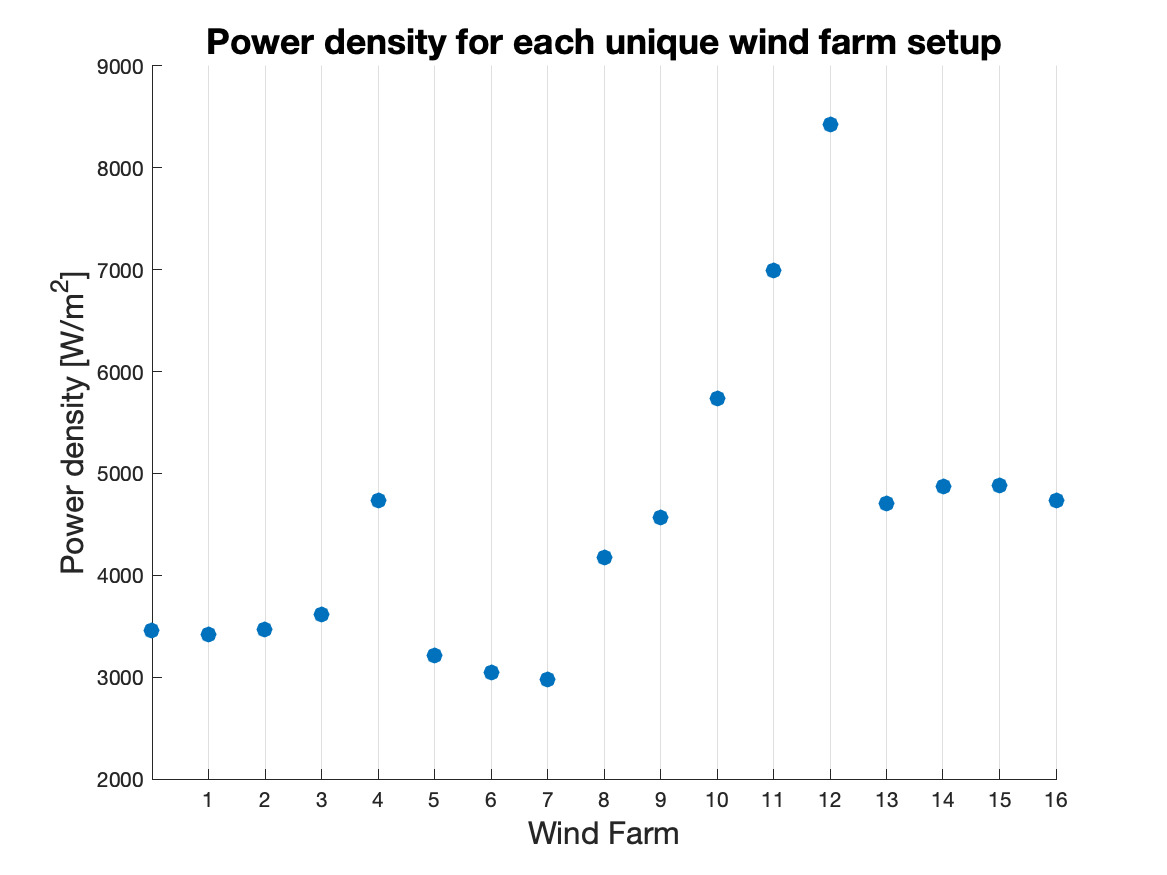 Power density for each unique wind farm setup
9000
8000
7000
6000
5000
4000
3000
2000
Power density [W/m²]
1 2 3 4 5 6 7 8 9 10 11 12 13 14 15 16
Wind Farm